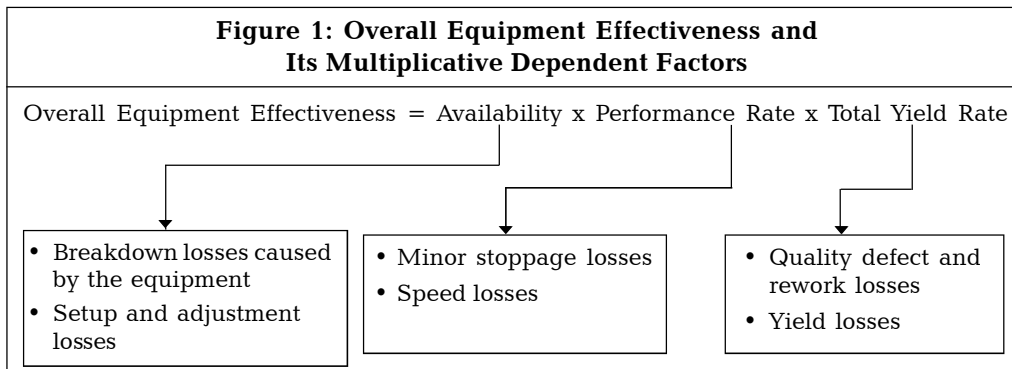 Figure 1: Overall Equipment Effectiveness and
Its Multiplicative Dependent Factors
Overall Equipment Effectiveness = Availability x Performance Rate x Total Yield Rate
• Breakdown losses caused
by the equipment
• Setup and adjustment
losses
• Minor stoppage losses
• Speed losses
• Quality defect and
rework losses
• Yield losses